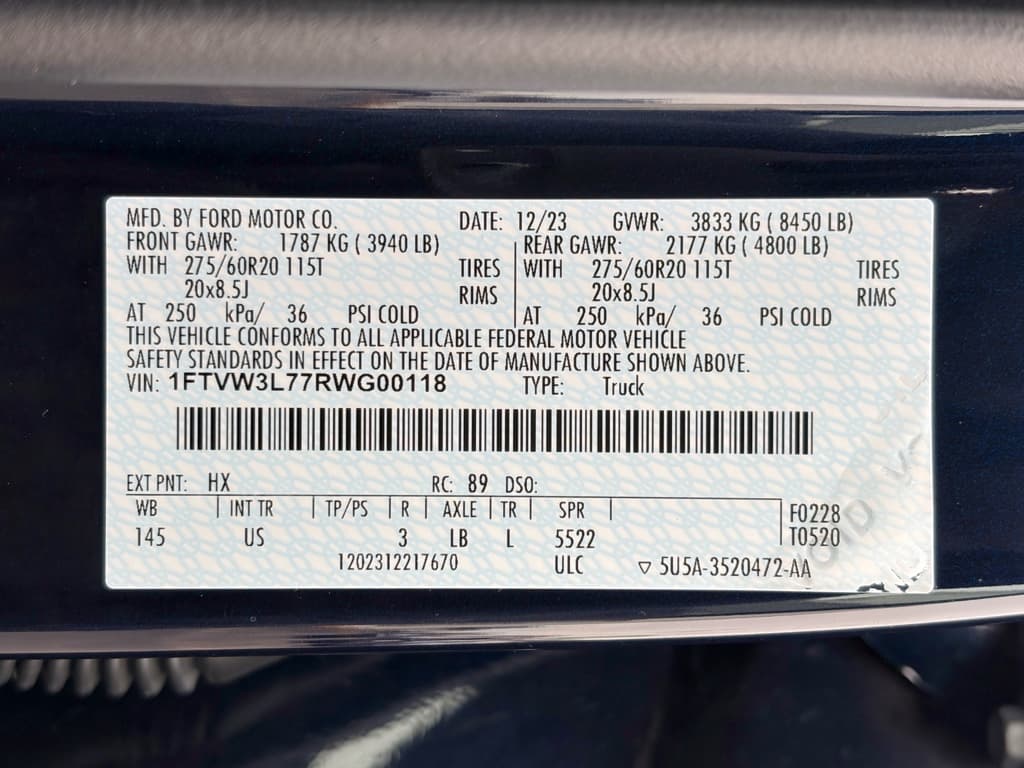 MFD. BY FORD MOTOR CO. DATE: 12/23 GVWR: 3833 KG ( 8450 LB)
FRONT GAWR: 1787 KG ( 3940 LB) REAR GAWR: 2177 KG ( 4800 LB)
WITH 275/60R20 115T TIRES WITH 275/60R20 115T TIRES
20x8.5J RIMS 20x8.5J RIMS
AT 250 kPa/ 36 PSI COLD AT 250 kPa/ 36 PSI COLD
THIS VEHICLE CONFORMS TO ALL APPLICABLE FEDERAL MOTOR VEHICLE
SAFETY STANDARDS IN EFFECT ON THE DATE OF MANUFACTURE SHOWN ABOVE.
VIN: 1FTVW3L77RWG00118 TYPE: Truck
EXT PNT: HX RC: 89 DSO:
WB INT TR TP/PS R AXLE TR SPR F0228
145 US 3 LB L 5522 T0520
1202312217670 ULC ▽ 5U5A-3520472-AA